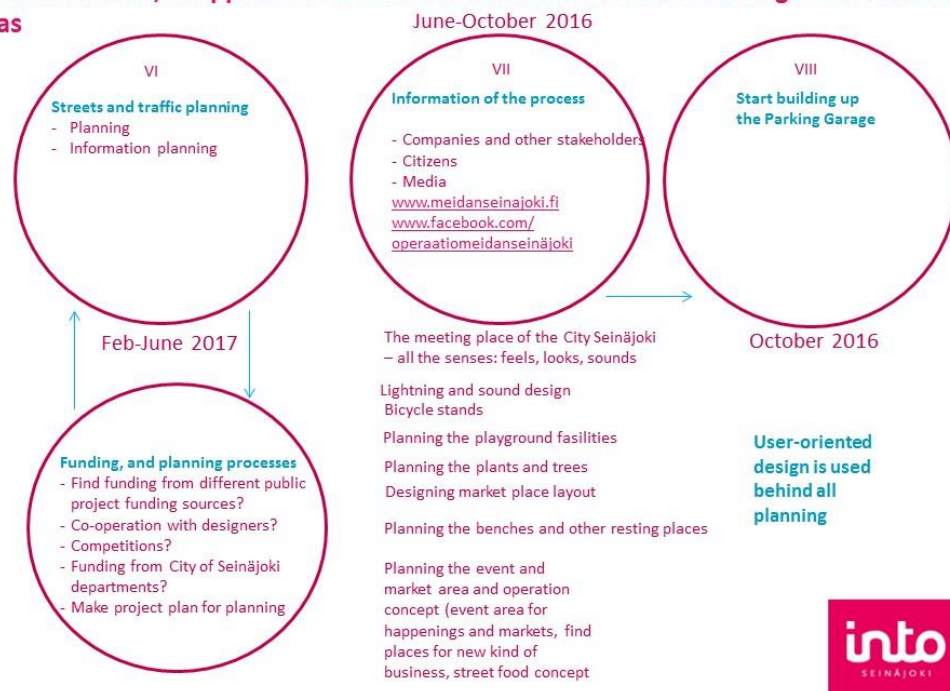 as
June-October 2016
VI
Streets and traffic planning
- Planning
- Information planning
VII
Information of the process
- Companies and other stakeholders
- Citizens
- Media
www.meidanseinajoki.fi
www.facebook.com/
operaatiomeidanseinäjoki
VIII
Start building up
the Parking Garage
Feb-June 2017
Funding, and planning processes
- Find funding from different public
project funding sources?
- Co-operation with designers?
- Competitions?
- Funding from City of Seinäjoki
departments?
- Make project plan for planning
The meeting place of the City Seinäjoki
– all the senses: feels, looks, sounds
Lightning and sound design
Bicycle stands
Planning the playground fasilities
Planning the plants and trees
Designing market place layout
Planning the benches and other resting places
Planning the event and
market area and operation
concept (event area for
happenings and markets, find
places for new kind of
business, street food concept
October 2016
User-oriented
design is used
behind all
planning
into
SEINÄJOKI